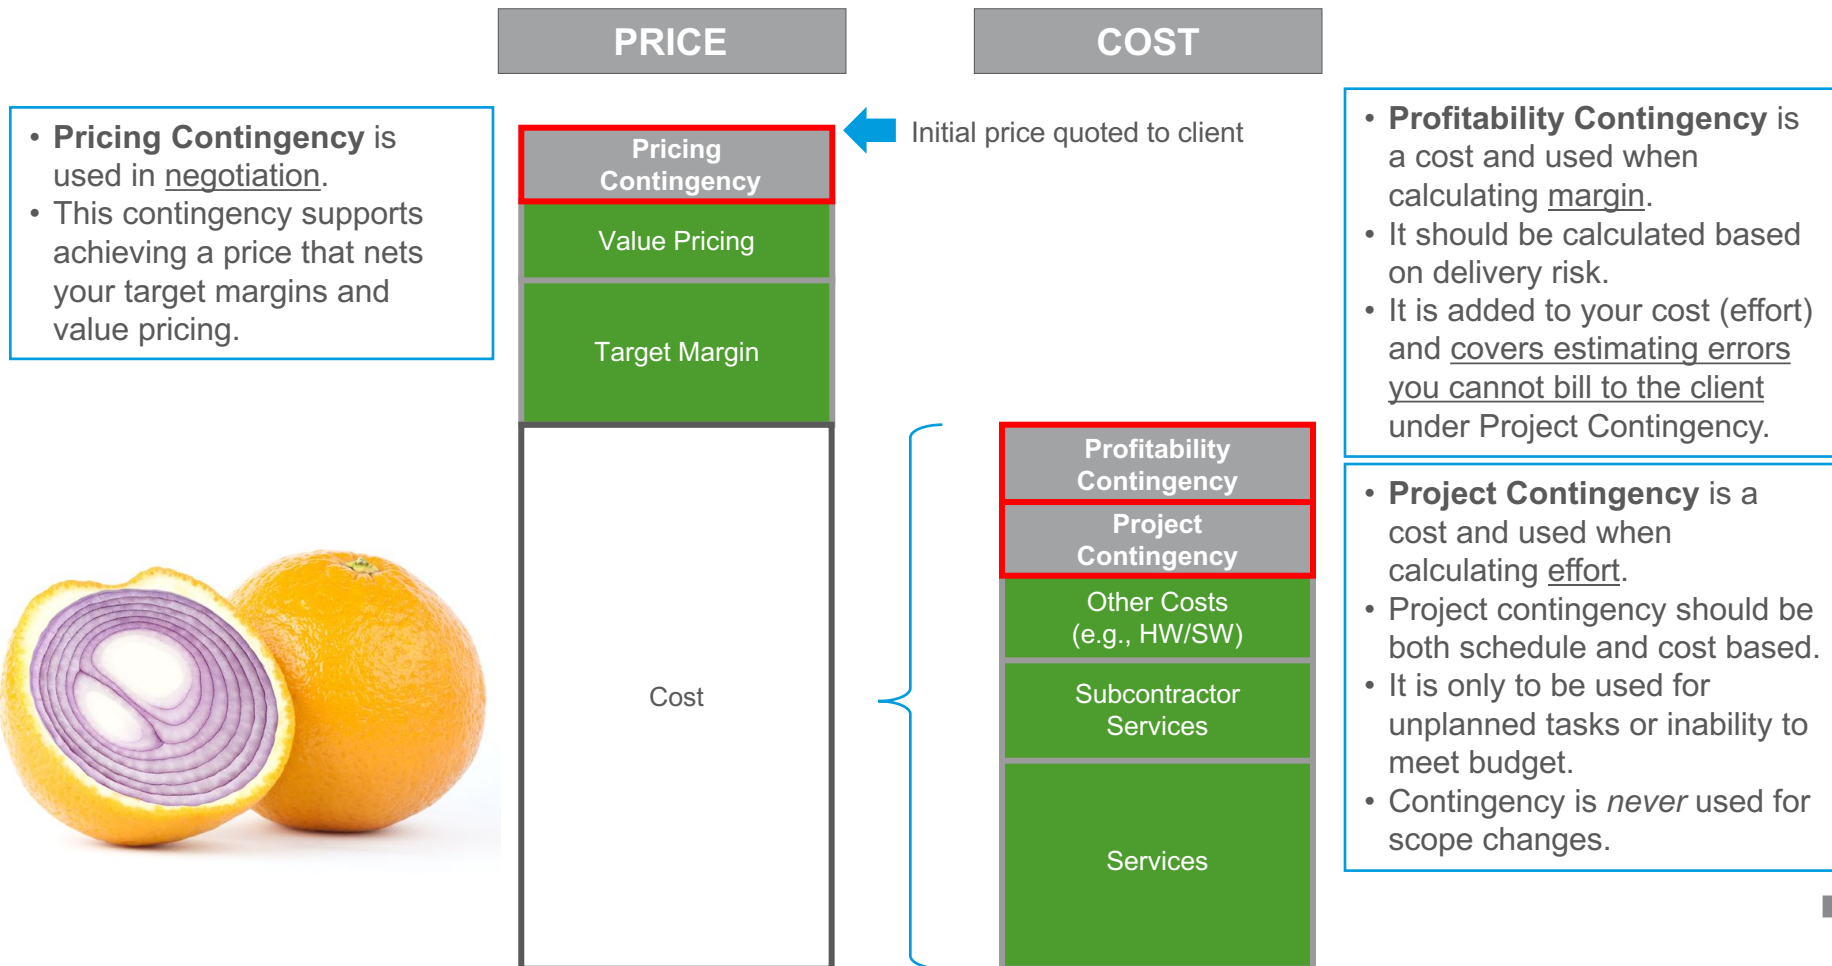 PRICE
COST
• Pricing Contingency is
used in negotiation.
• This contingency supports
achieving a price that nets
your target margins and
value pricing.
Pricing
Contingency
Initial price quoted to client
Value Pricing
Target Margin
Cost
Profitability
Contingency
Project
Contingency
Other Costs
(e.g., HW/SW)
Subcontractor
Services
Services
• Profitability Contingency is
a cost and used when
calculating margin.
• It should be calculated based
on delivery risk.
• It is added to your cost (effort)
and covers estimating errors
you cannot bill to the client
under Project Contingency.
• Project Contingency is a
cost and used when
calculating effort.
• Project contingency should be
both schedule and cost based.
• It is only to be used for
unplanned tasks or inability to
meet budget.
• Contingency is never used for
scope changes.